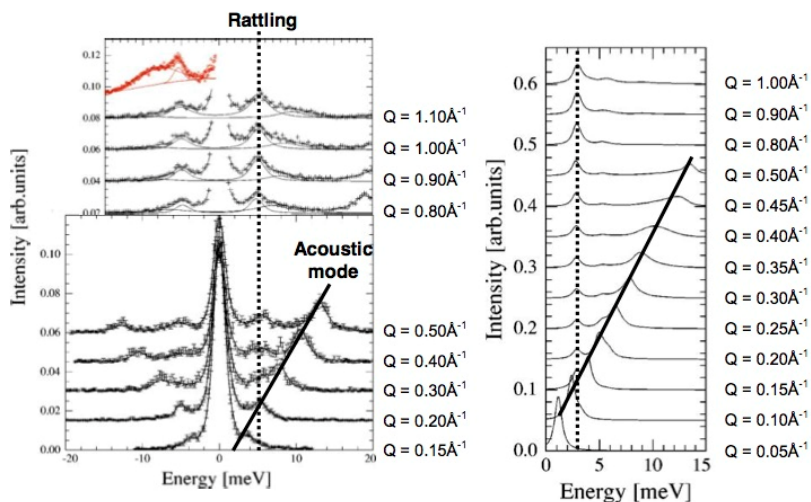 Rattling
0.12
0.10
0.08
0.06
0.04
0.02
Q = 1.10Å⁻¹
Q = 1.00Å⁻¹
Q = 0.90Å⁻¹
Q = 0.80Å⁻¹
Intensity [arb.units]
Acoustic
mode
0.10
0.08
0.06
0.04
0.02
0.00
Q = 0.50Å⁻¹
Q = 0.40Å⁻¹
Q = 0.30Å⁻¹
Q = 0.20Å⁻¹
Q = 0.15Å⁻¹
-20 -10 0 10 20
Energy [meV]
Intensity [arb.units]
0.6
0.5
0.4
0.3
0.2
0.1
0.0
Q = 1.00Å⁻¹
Q = 0.90Å⁻¹
Q = 0.80Å⁻¹
Q = 0.50Å⁻¹
Q = 0.45Å⁻¹
Q = 0.40Å⁻¹
Q = 0.35Å⁻¹
Q = 0.30Å⁻¹
Q = 0.25Å⁻¹
Q = 0.20Å⁻¹
Q = 0.15Å⁻¹
Q = 0.10Å⁻¹
Q = 0.05Å⁻¹
0 5 10 15
Energy [meV]